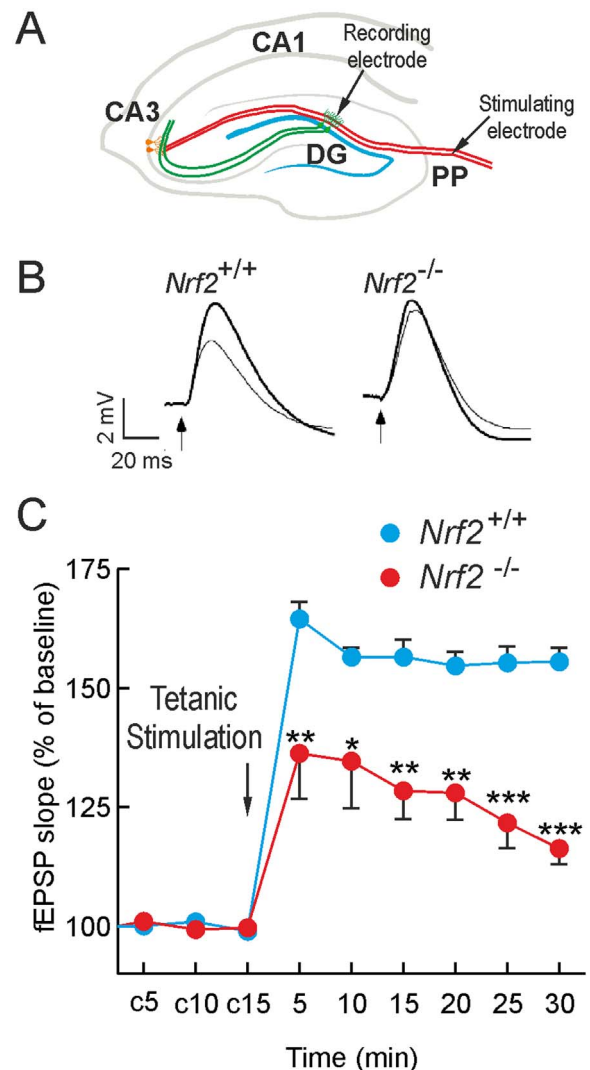 A
CA1
Recording
electrode
CA3
Stimulating
electrode
DG
PP
B
Nrf2+/+ Nrf2-/-
2 mV
20 ms
C
Nrf2+/+
Nrf2 -/-
fEPSP slope (% of baseline)
175
150
125
100
Tetanic
Stimulation
** * ** ** *** ***
c5 c10 c15 5 10 15 20 25 30
Time (min)